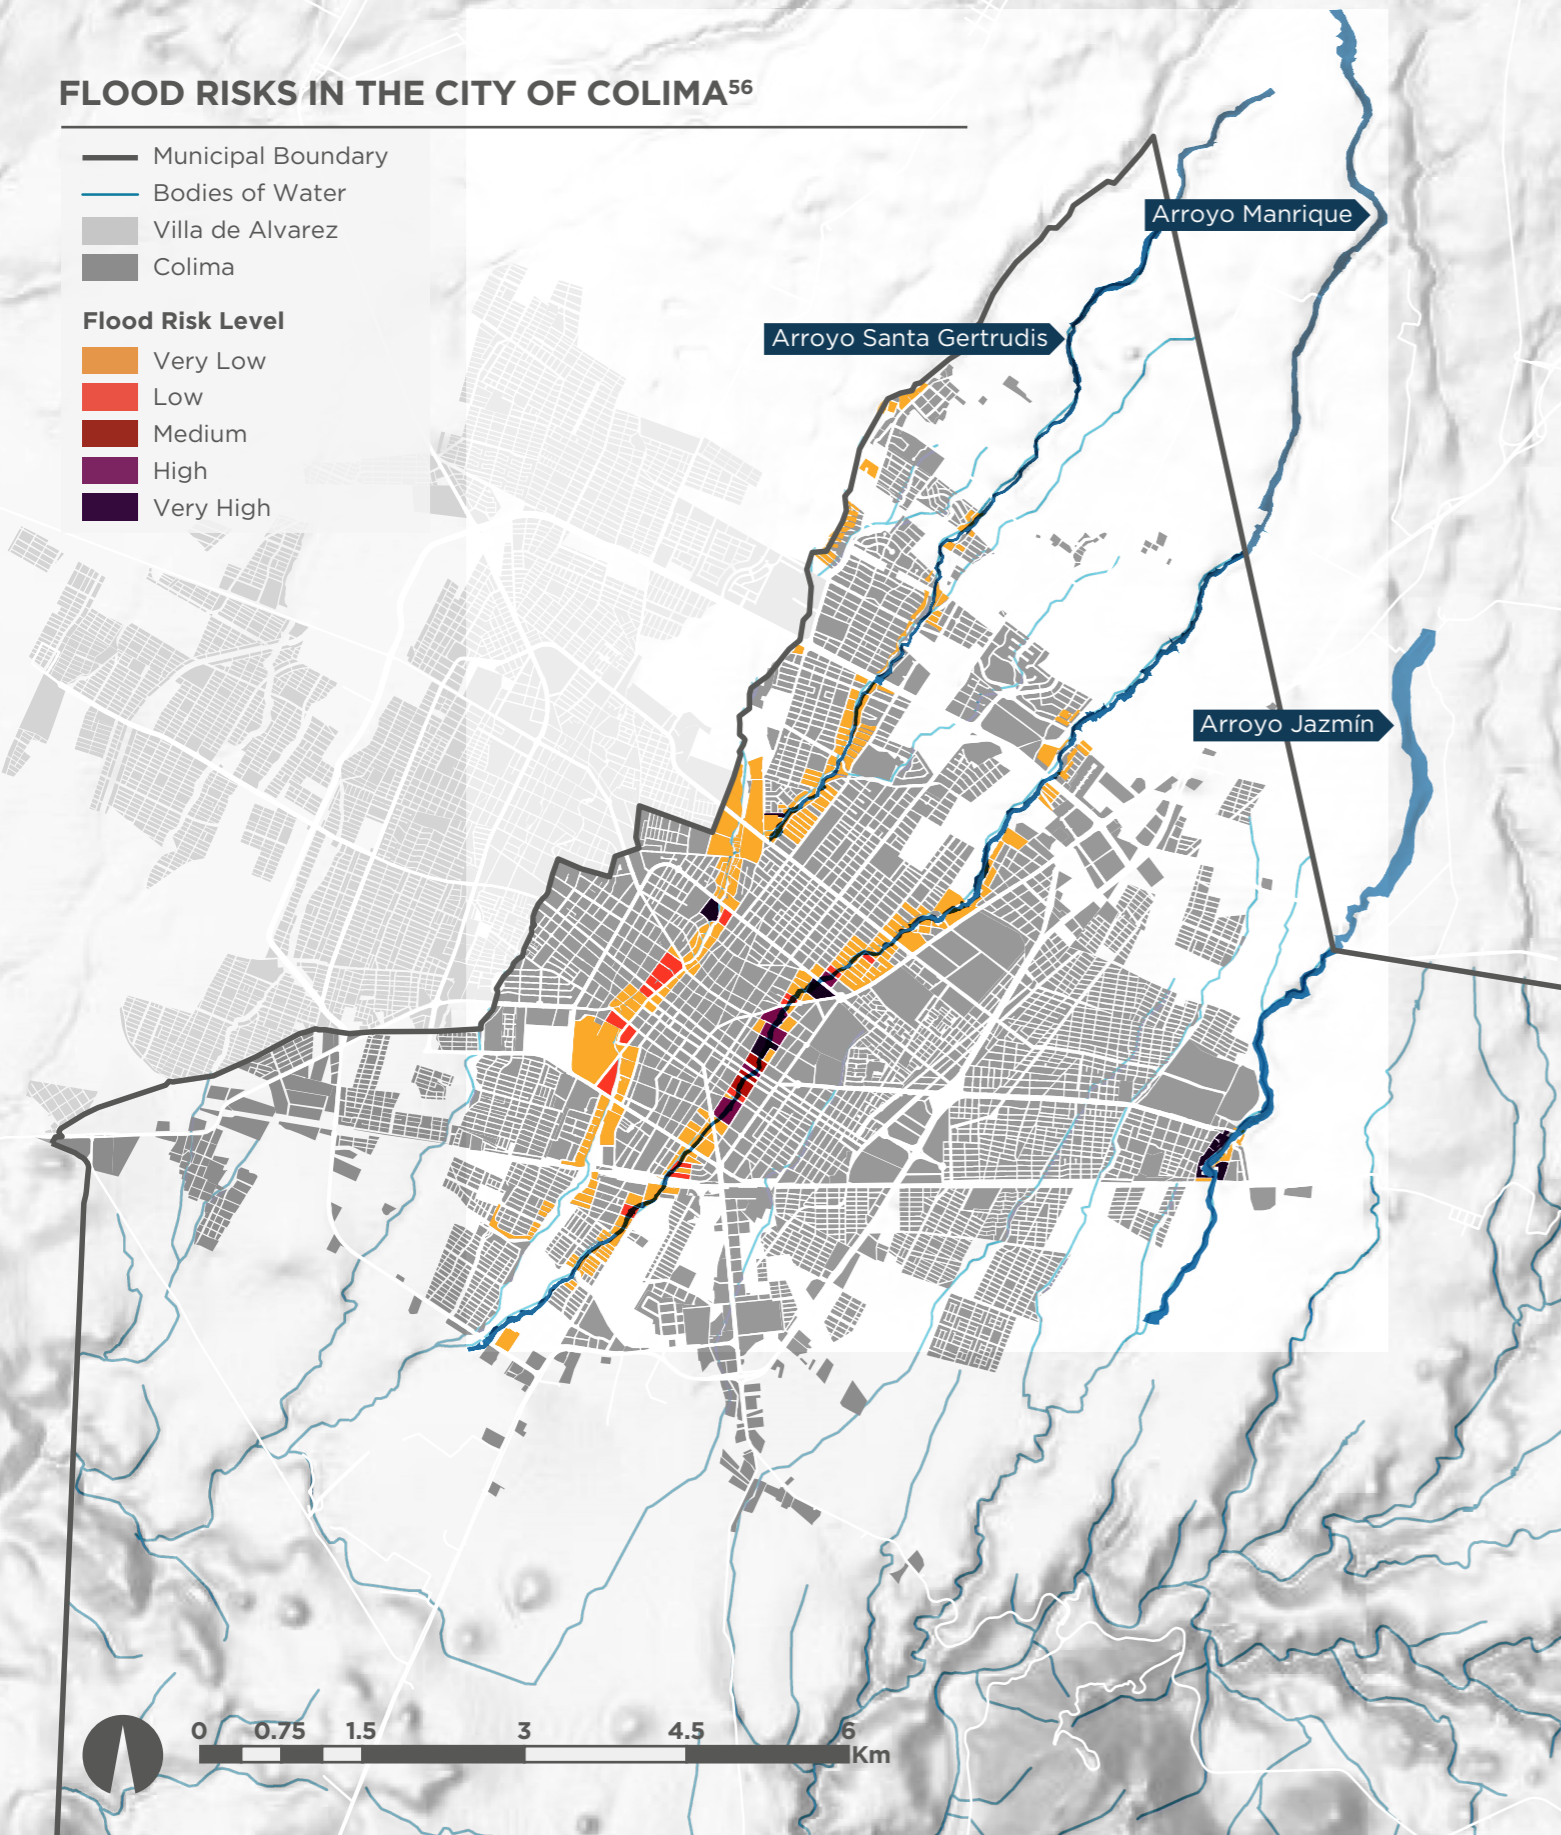 FLOOD RISKS IN THE CITY OF COLIMA56
Municipal Boundary
Bodies of Water
Villa de Alvarez
Colima
Flood Risk Level
Very Low
Low
Medium
High
Very High
Arroyo Manrique
Arroyo Santa Gertrudis
Arroyo Jazmín
0 0.75 1.5 3 4.5 6
Km